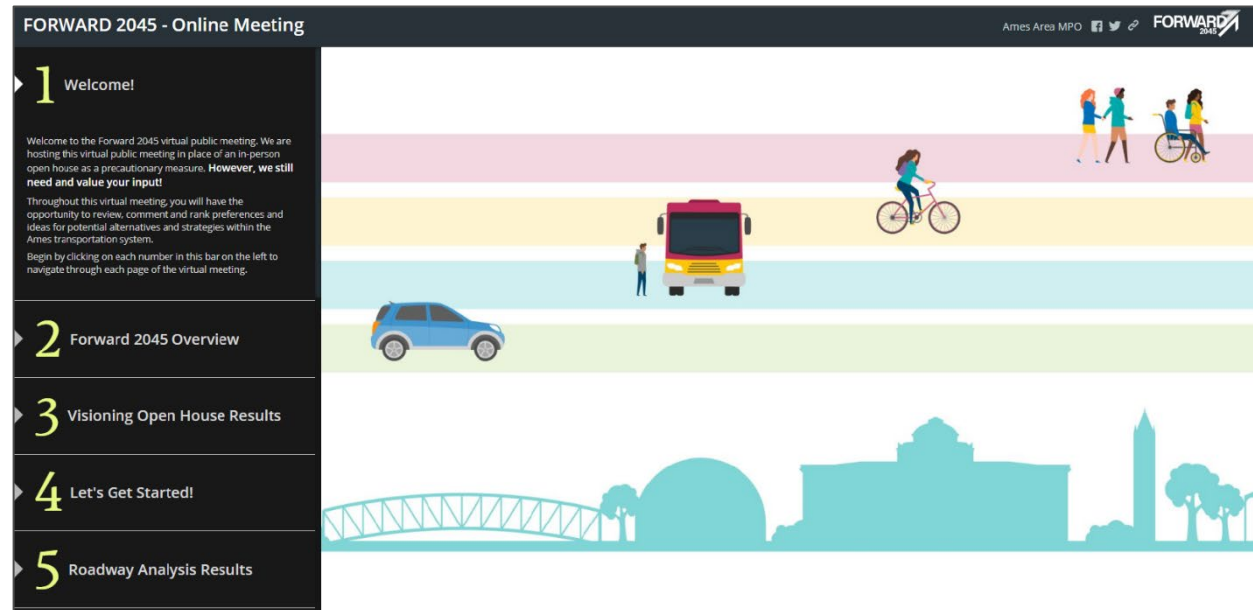 FORWARD 2045 - Online Meeting
Ames Area MPO
FORWARD
2045
1 Welcome!
Welcome to the Forward 2045 virtual public meeting. We are
hosting this virtual public meeting in place of an in-person
open house as a precautionary measure. However, we still
need and value your input!
Throughout this virtual meeting, you will have the
opportunity to review, comment and rank preferences and
ideas for potential alternatives and strategies within the
Ames transportation system.
Begin by clicking on each number in this bar on the left to
navigate through each page of the virtual meeting.
2 Forward 2045 Overview
3 Visioning Open House Results
4 Let's Get Started!
5 Roadway Analysis Results